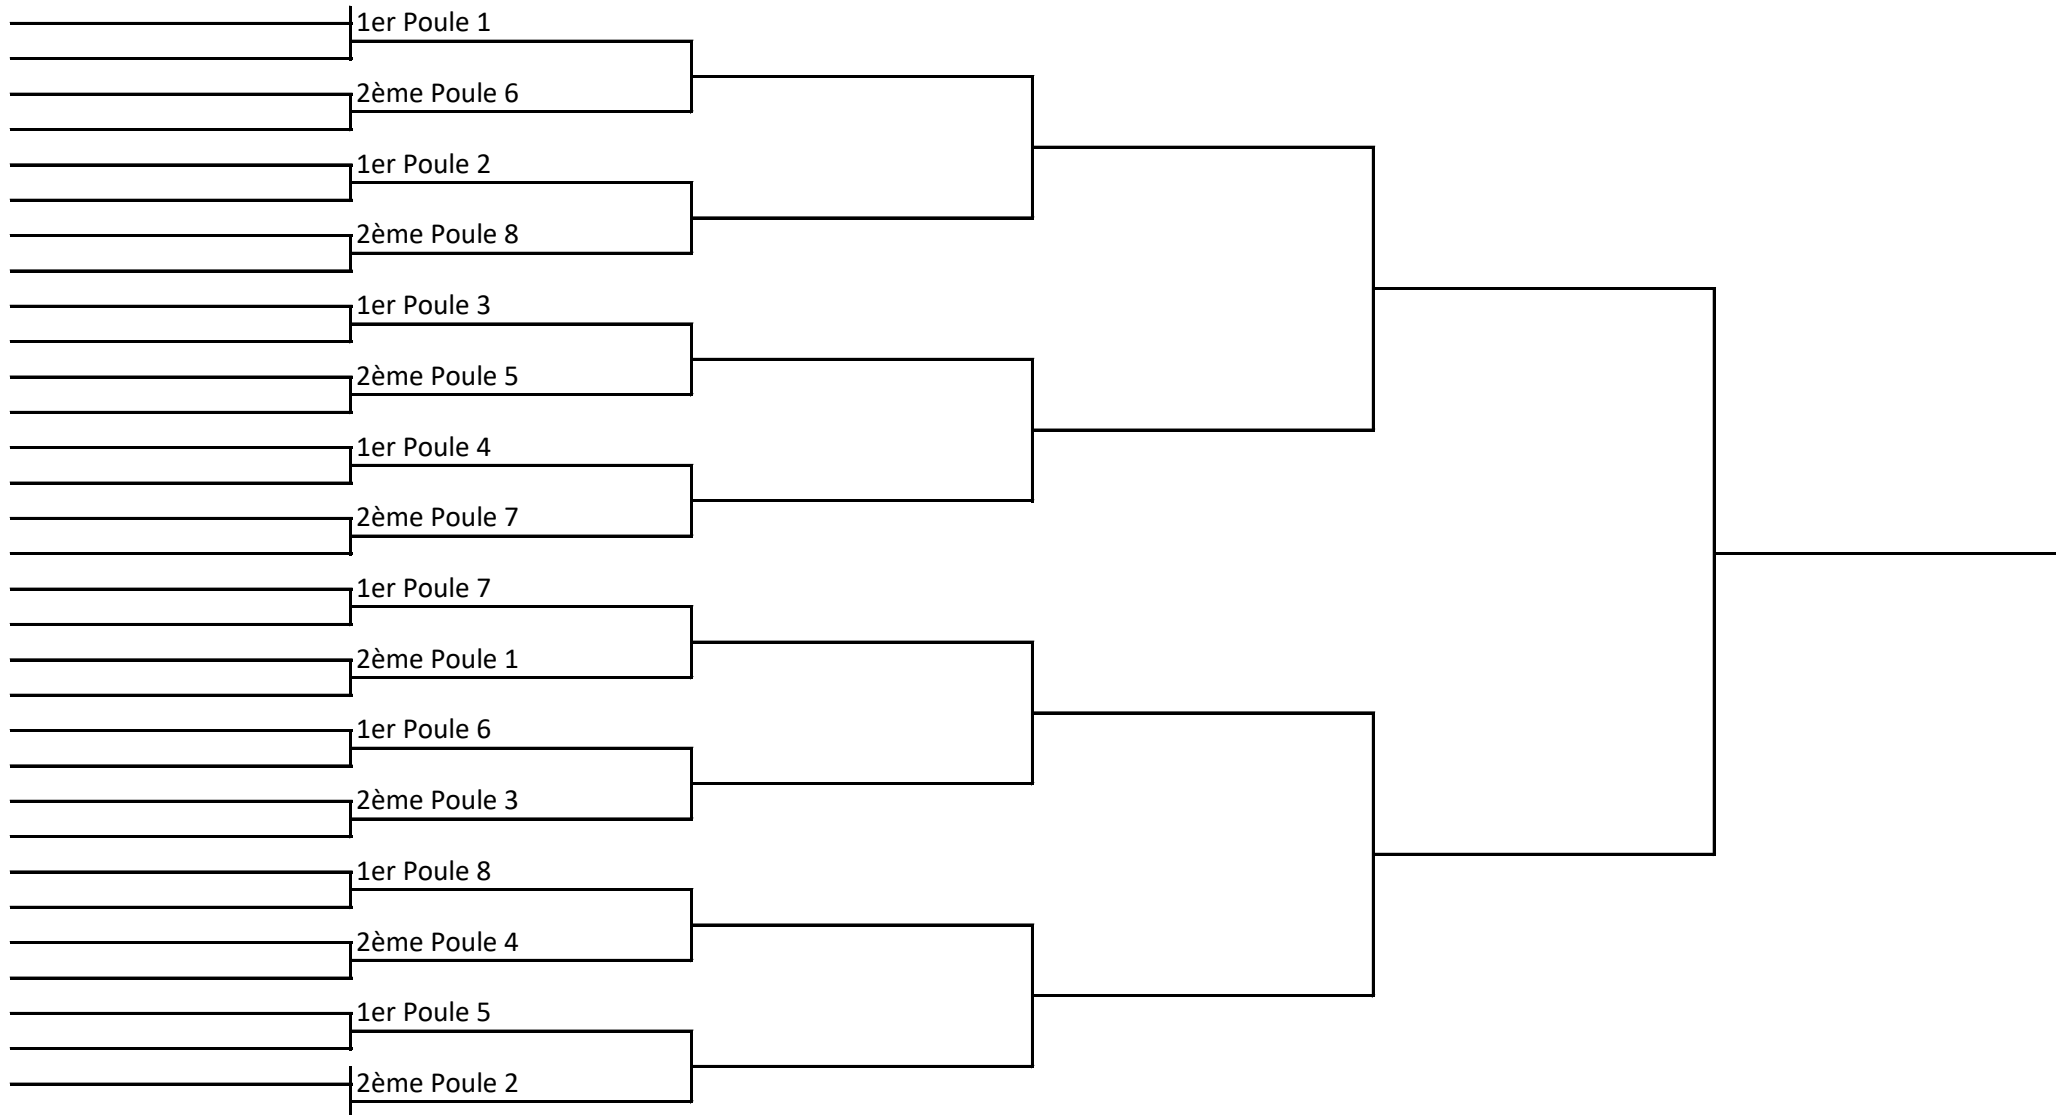 1er Poule 1
2ème Poule 6
1er Poule 2
2ème Poule 8
1er Poule 3
2ème Poule 5
1er Poule 4
2ème Poule 7
1er Poule 7
2ème Poule 1
1er Poule 6
2ème Poule 3
1er Poule 8
2ème Poule 4
1er Poule 5
2ème Poule 2